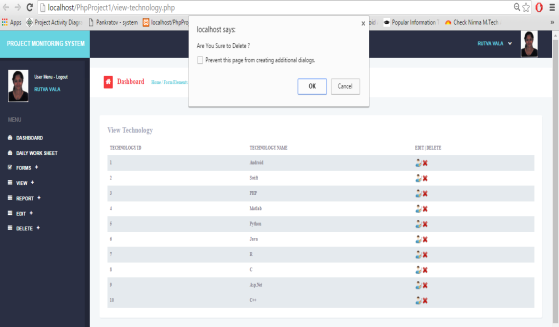 localhost/PhpProject1/view-technology.php
Apps
Project Activity Diagr
Pankratov - system
localhost/PhpPro
Popular Information T
Check Nirma M.Tech
localhost says:
Are You Sure to Delete ?
Prevent this page from creating additional dialogs.
OK
Cancel
PROJECT MONITORING SYSTEM
RUTVA VALA
User Menu - Logout
RUTVA VALA
Dashboard
MENU
DASHBOARD
DAILY WORK SHEET
FORMS +
VIEW +
REPORT +
EDIT +
DELETE +
View Technology
TECHNOLOGY ID
TECHNOLOGY NAME
EDIT | DELETE
1 Android
2
3 PHP
4 Matlab
5 Python
6 Java
7 R
8 C
9 Asp.Net
10 C++